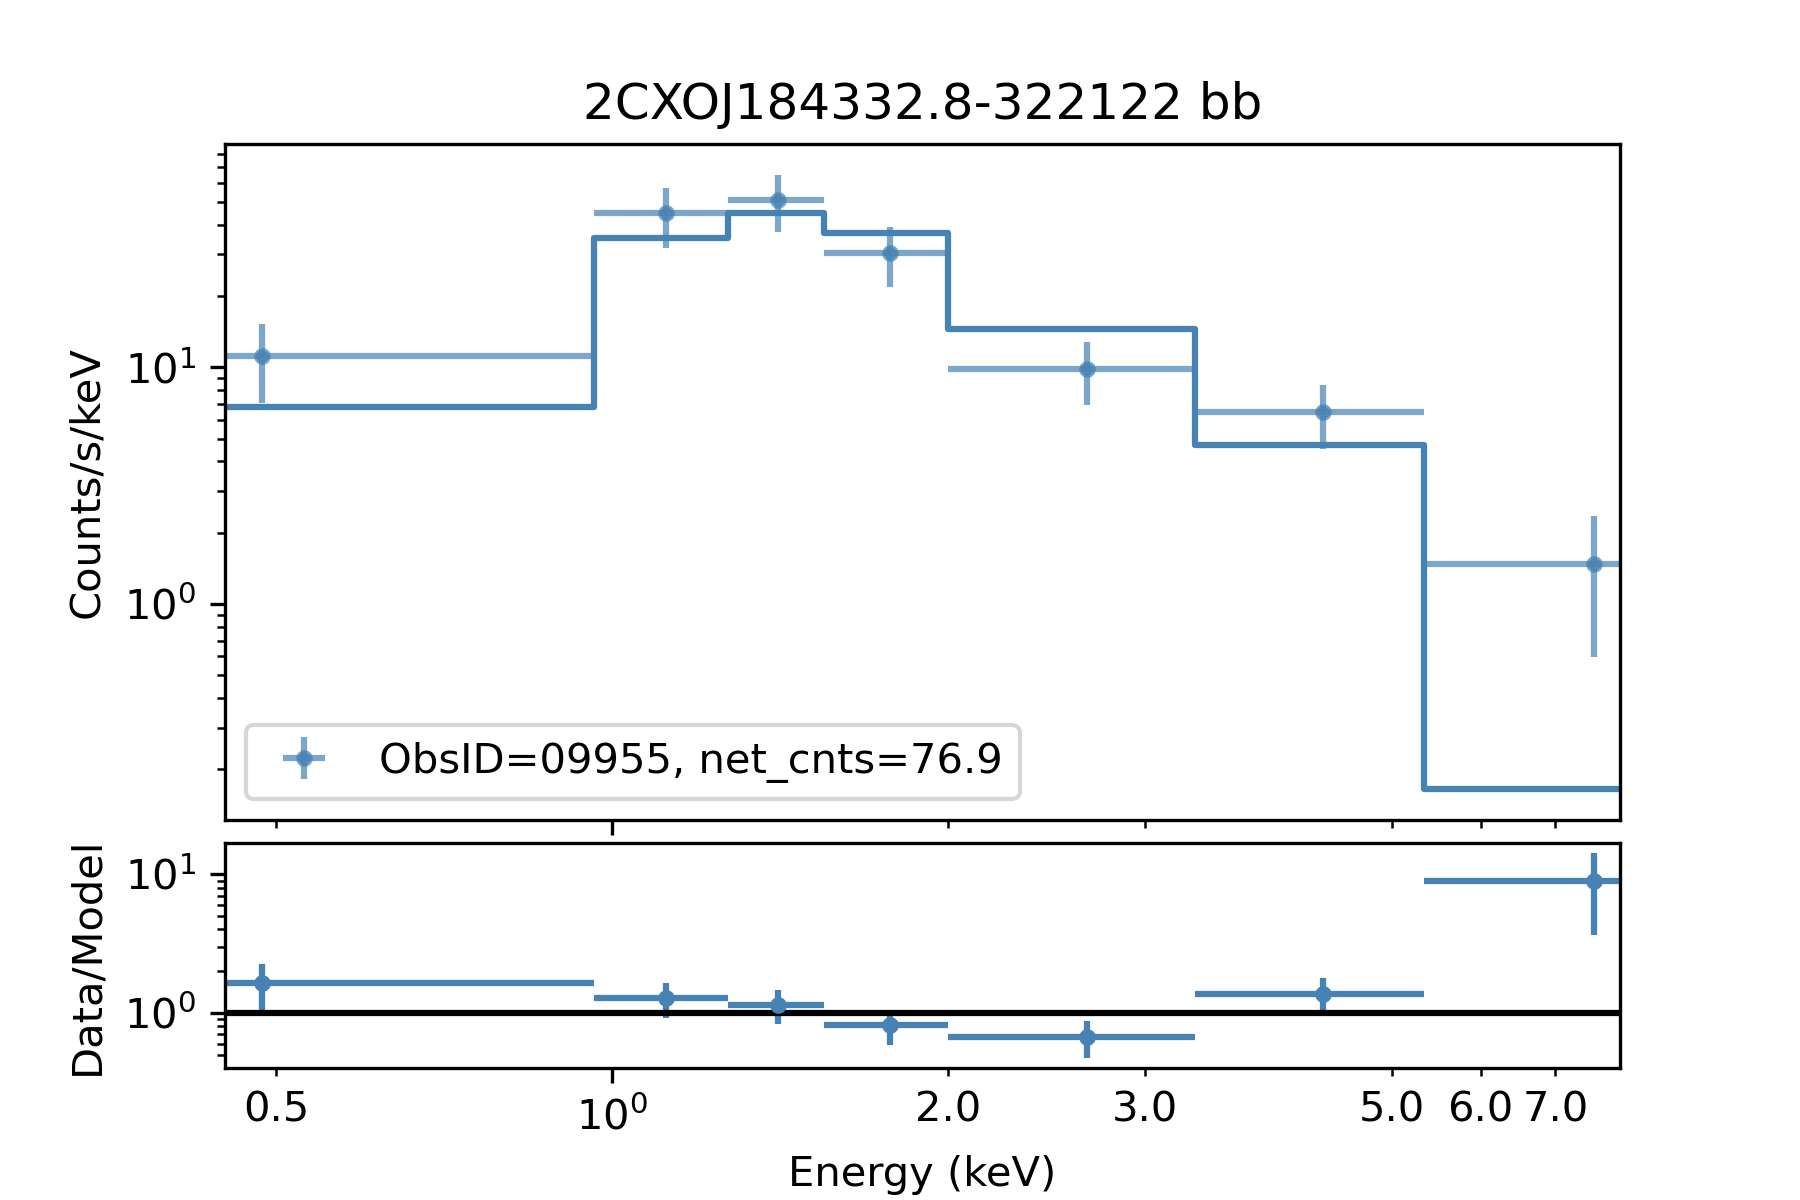 2CXOJ184332.8-322122 bb
Counts/s/keV
10¹
10⁰
ObsID=09955, net_cnts=76.9
Data/Model
10¹
10⁰
0.5 10⁰ 2.0 3.0 5.0 6.0 7.0
Energy (keV)